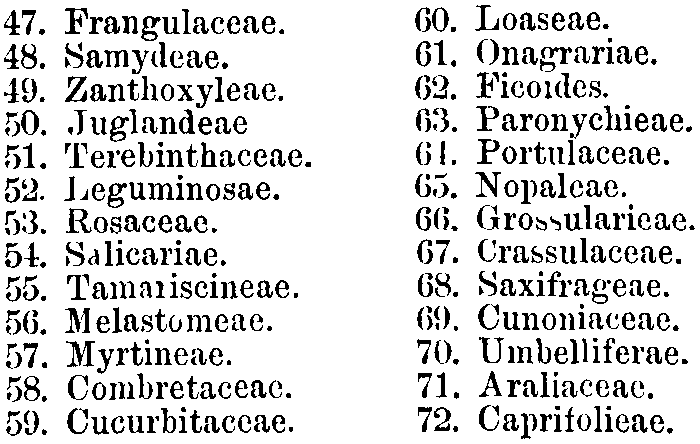 47. Frangulaceae.
48. Samydeae.
49. Zanthoxyleae.
50. Juglandeae
51. Terebinthaceae.
52. Leguminosae.
53. Rosaceae.
54. Salicariae.
55. Tamariscineae.
56. Melastomeae.
57. Myrtineae.
58. Combretaceae.
59. Cucurbitaceae.
60. Loaseae.
61. Onagrariae.
62. Ficoides.
63. Paronychieae.
64. Portulaceae.
65. Nopaleae.
66. Grossularieae.
67. Crassulaceae.
68. Saxifrageae.
69. Cunoniaceae.
70. Umbelliferae.
71. Araliaceae.
72. Caprifolieae.